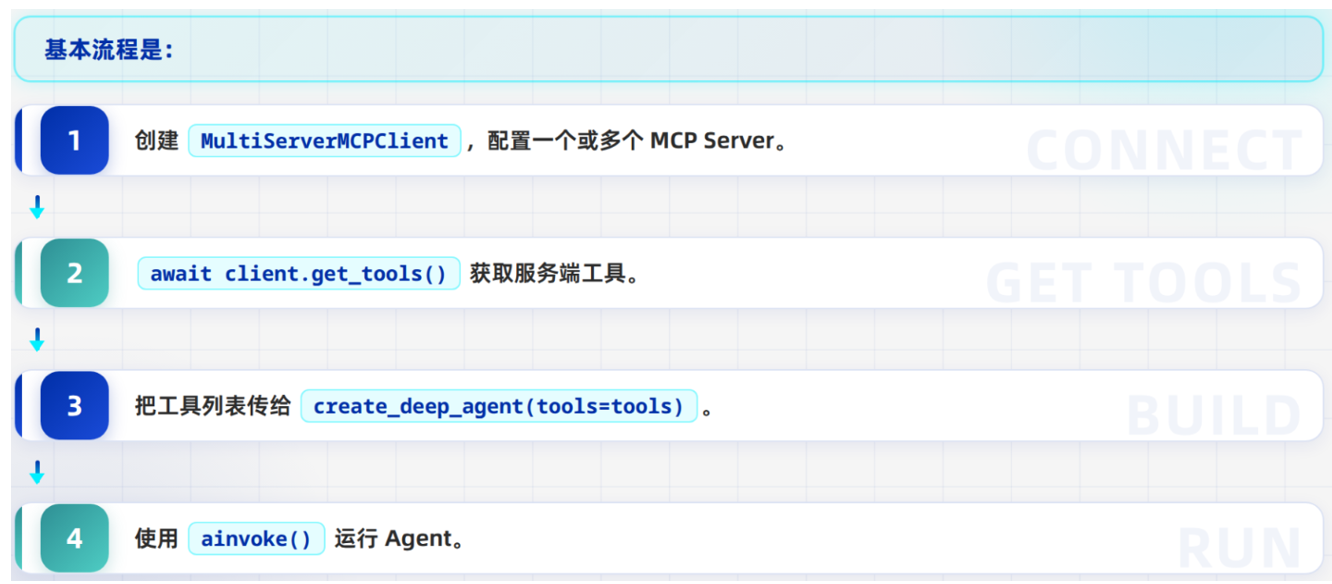 基本流程是：
1 创建 MultiServerMCPClient，配置一个或多个 MCP Server。
CONNECT
2 await client.get_tools() 获取服务端工具。
GET TOOLS
3 把工具列表传给 create_deep_agent(tools=tools) 。
BUILD
4 使用 ainvoke() 运行 Agent。
RUN